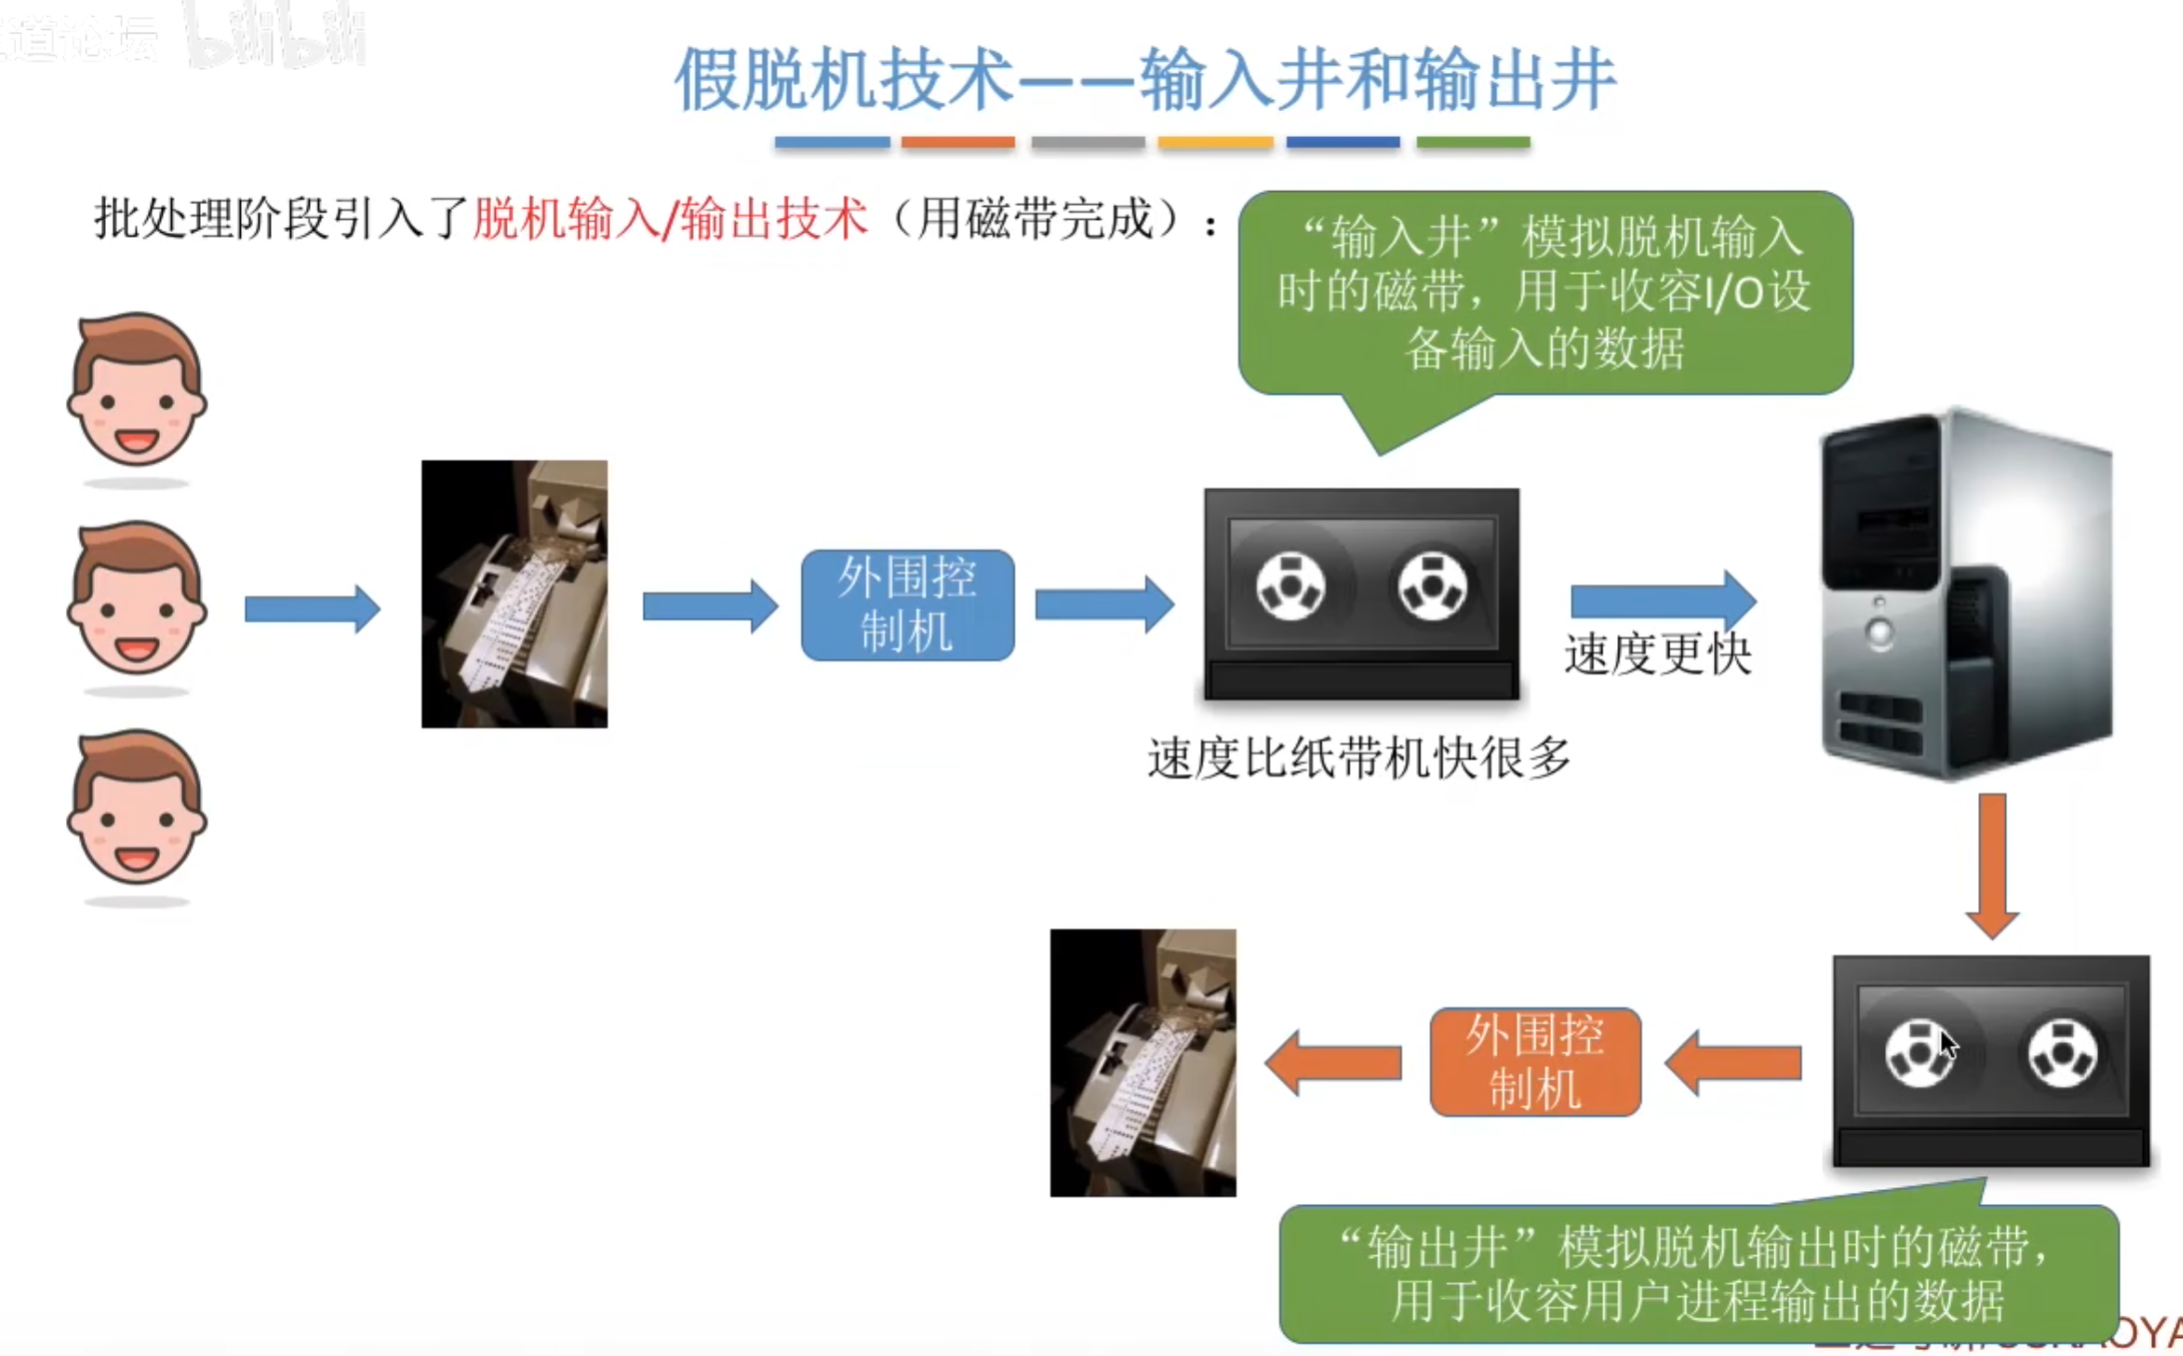 bilibili
假脱机技术——输入井和输出井
批处理阶段引入了脱机输入/输出技术（用磁带完成）：
“输入井”模拟脱机输入
时的磁带，用于收容I/O设
备输入的数据
外围控
制机
速度更快
速度比纸带机快很多
外围控
制机
“输出井”模拟脱机输出时的磁带，
用于收容用户进程输出的数据